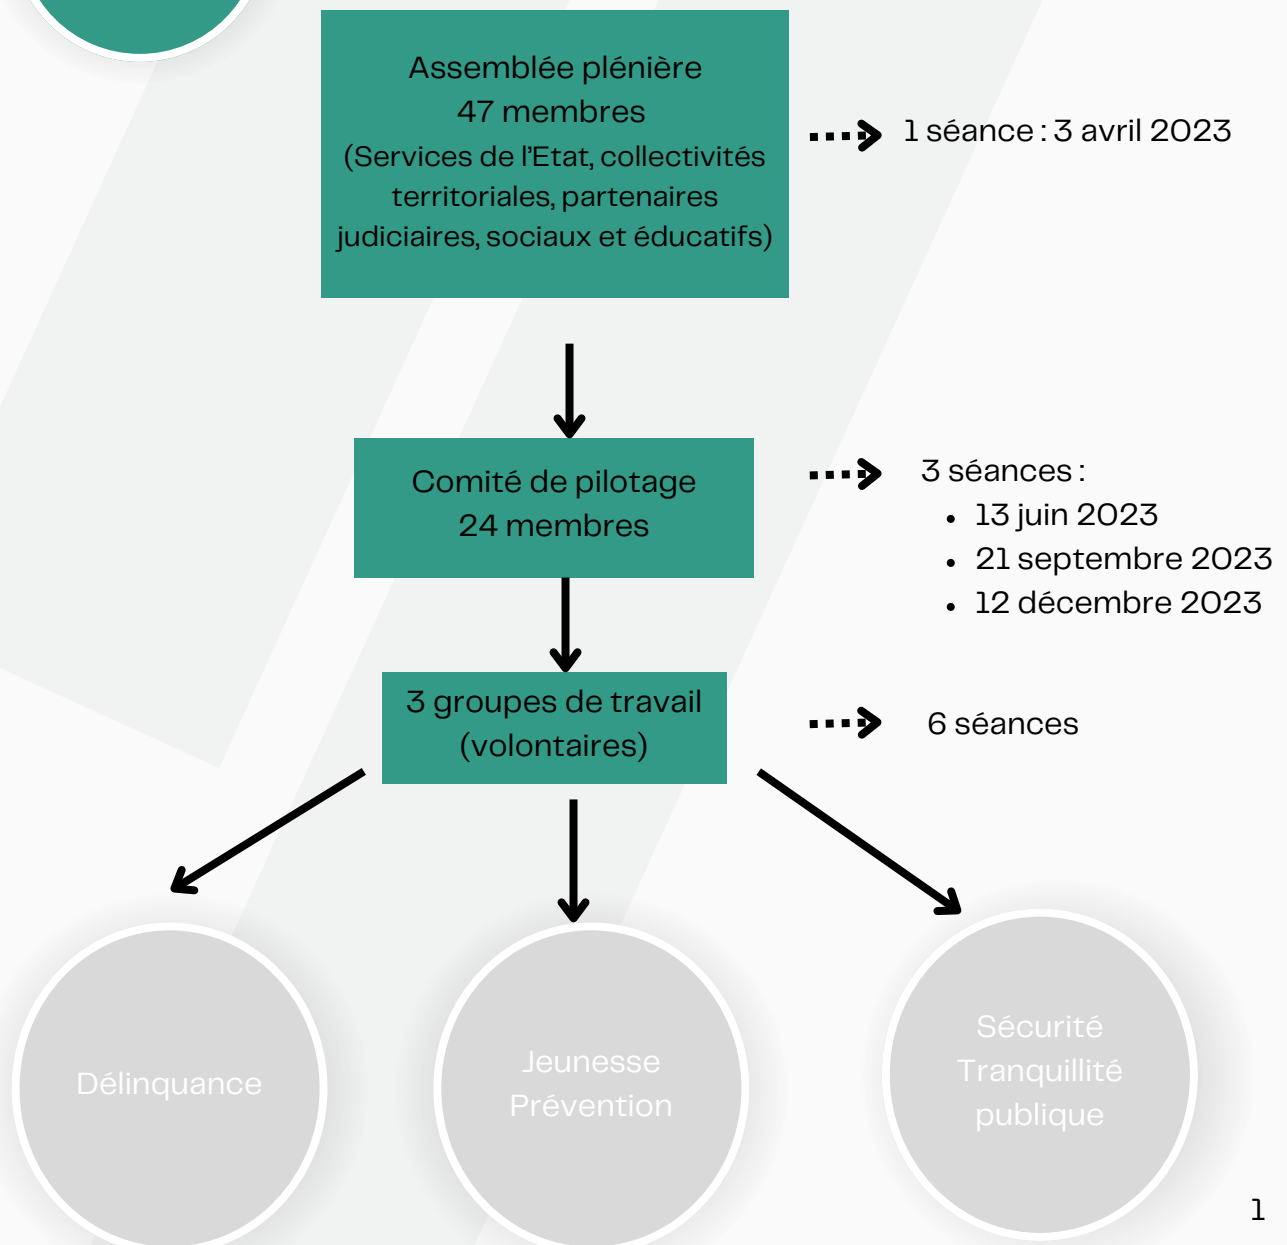 Assemblée plénière
47 membres
(Services de l'Etat, collectivités
territoriales, partenaires
judiciaires, sociaux et éducatifs)
1 séance : 3 avril 2023
Comité de pilotage
24 membres
3 séances :
• 13 juin 2023
• 21 septembre 2023
• 12 décembre 2023
3 groupes de travail
(volontaires)
6 séances
Délinquance
Jeunesse
Prévention
Sécurité
Tranquillité
publique
1